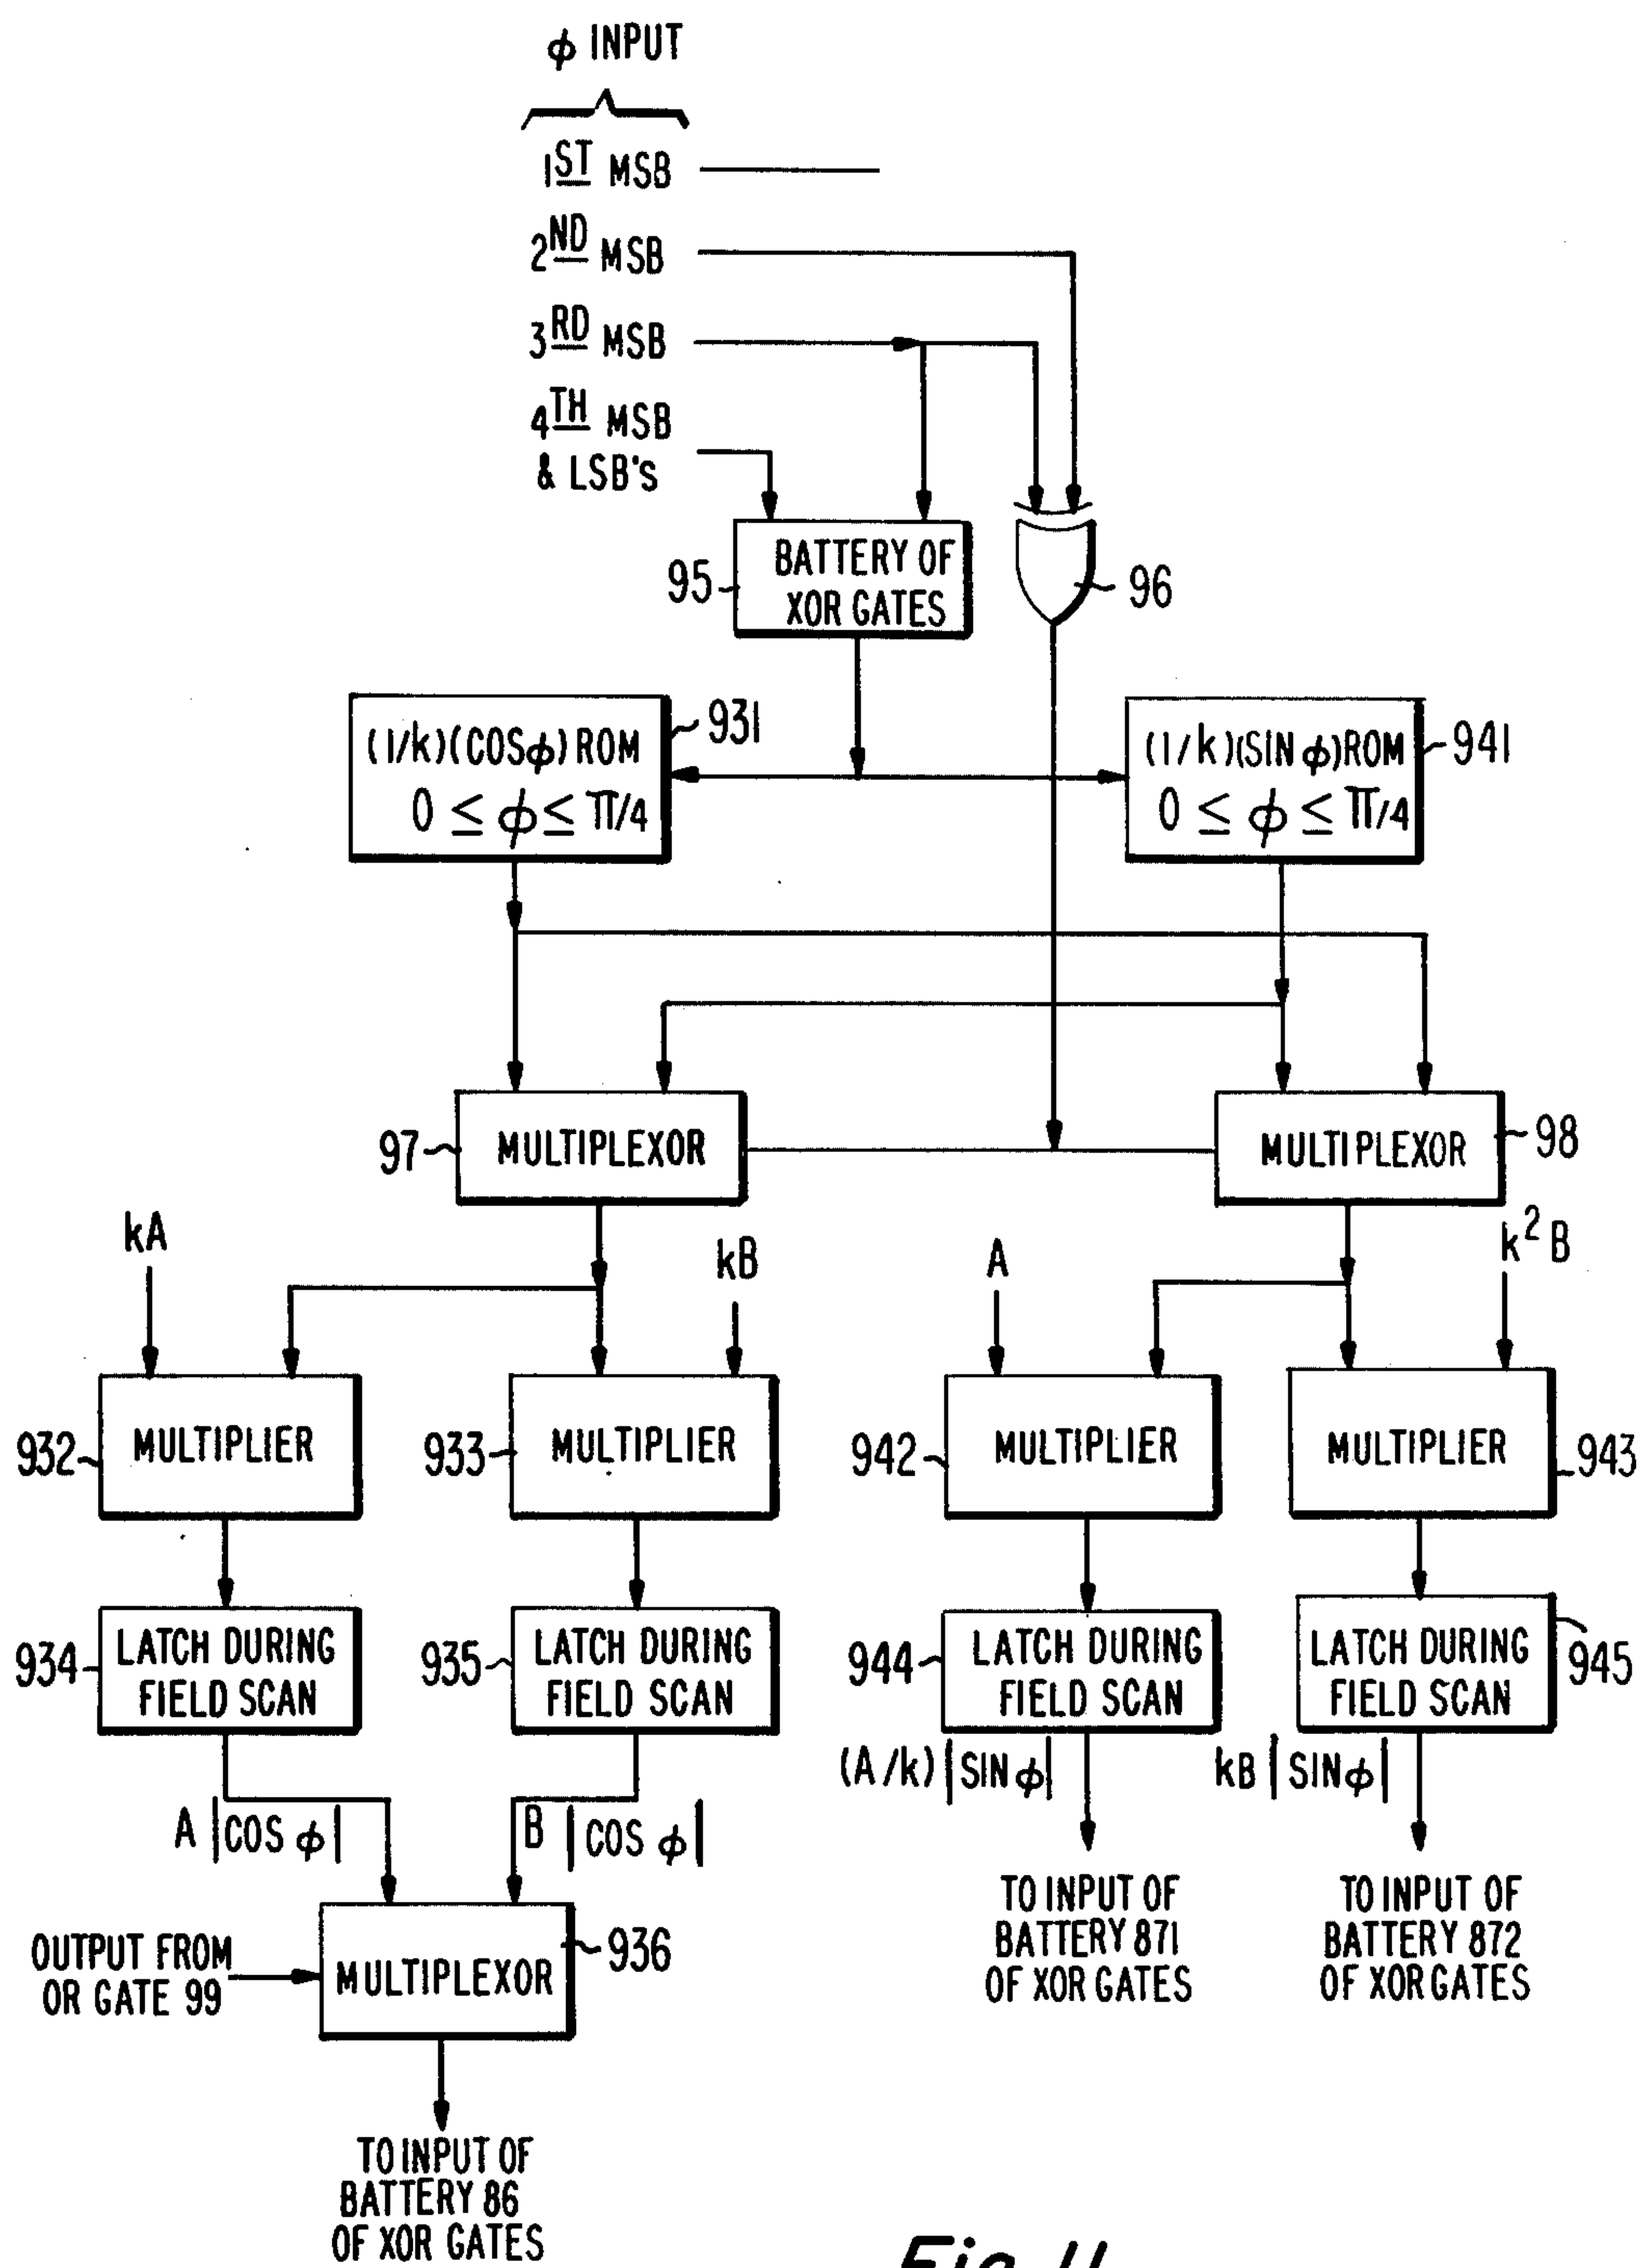 ϕ INPUT
1ST MSB
2ND MSB
3RD MSB
4TH MSB
& LSB's
BATTERY OF
XOR GATES
95
96
(1/k)(COSϕ)ROM
0 ≤ ϕ ≤ π/4
931
(1/k)(SIN ϕ)ROM
0 ≤ ϕ ≤ π/4
941
97
MULTIPLEXOR
MULTIPLEXOR
98
kA
kB
A
k² B
932
MULTIPLIER
933
MULTIPLIER
942
MULTIPLIER
MULTIPLIER
943
934
LATCH DURING
FIELD SCAN
935
LATCH DURING
FIELD SCAN
944
LATCH DURING
FIELD SCAN
LATCH DURING
FIELD SCAN
945
A |COS ϕ|
B |COS ϕ|
(A/k) |SIN ϕ|
kB |SIN ϕ|
OUTPUT FROM
OR GATE 99
MULTIPLEXOR
936
TO INPUT OF
BATTERY 871
OF XOR GATES
TO INPUT OF
BATTERY 872
OF XOR GATES
TO INPUT OF
BATTERY 86
OF XOR GATES
Fig. 11